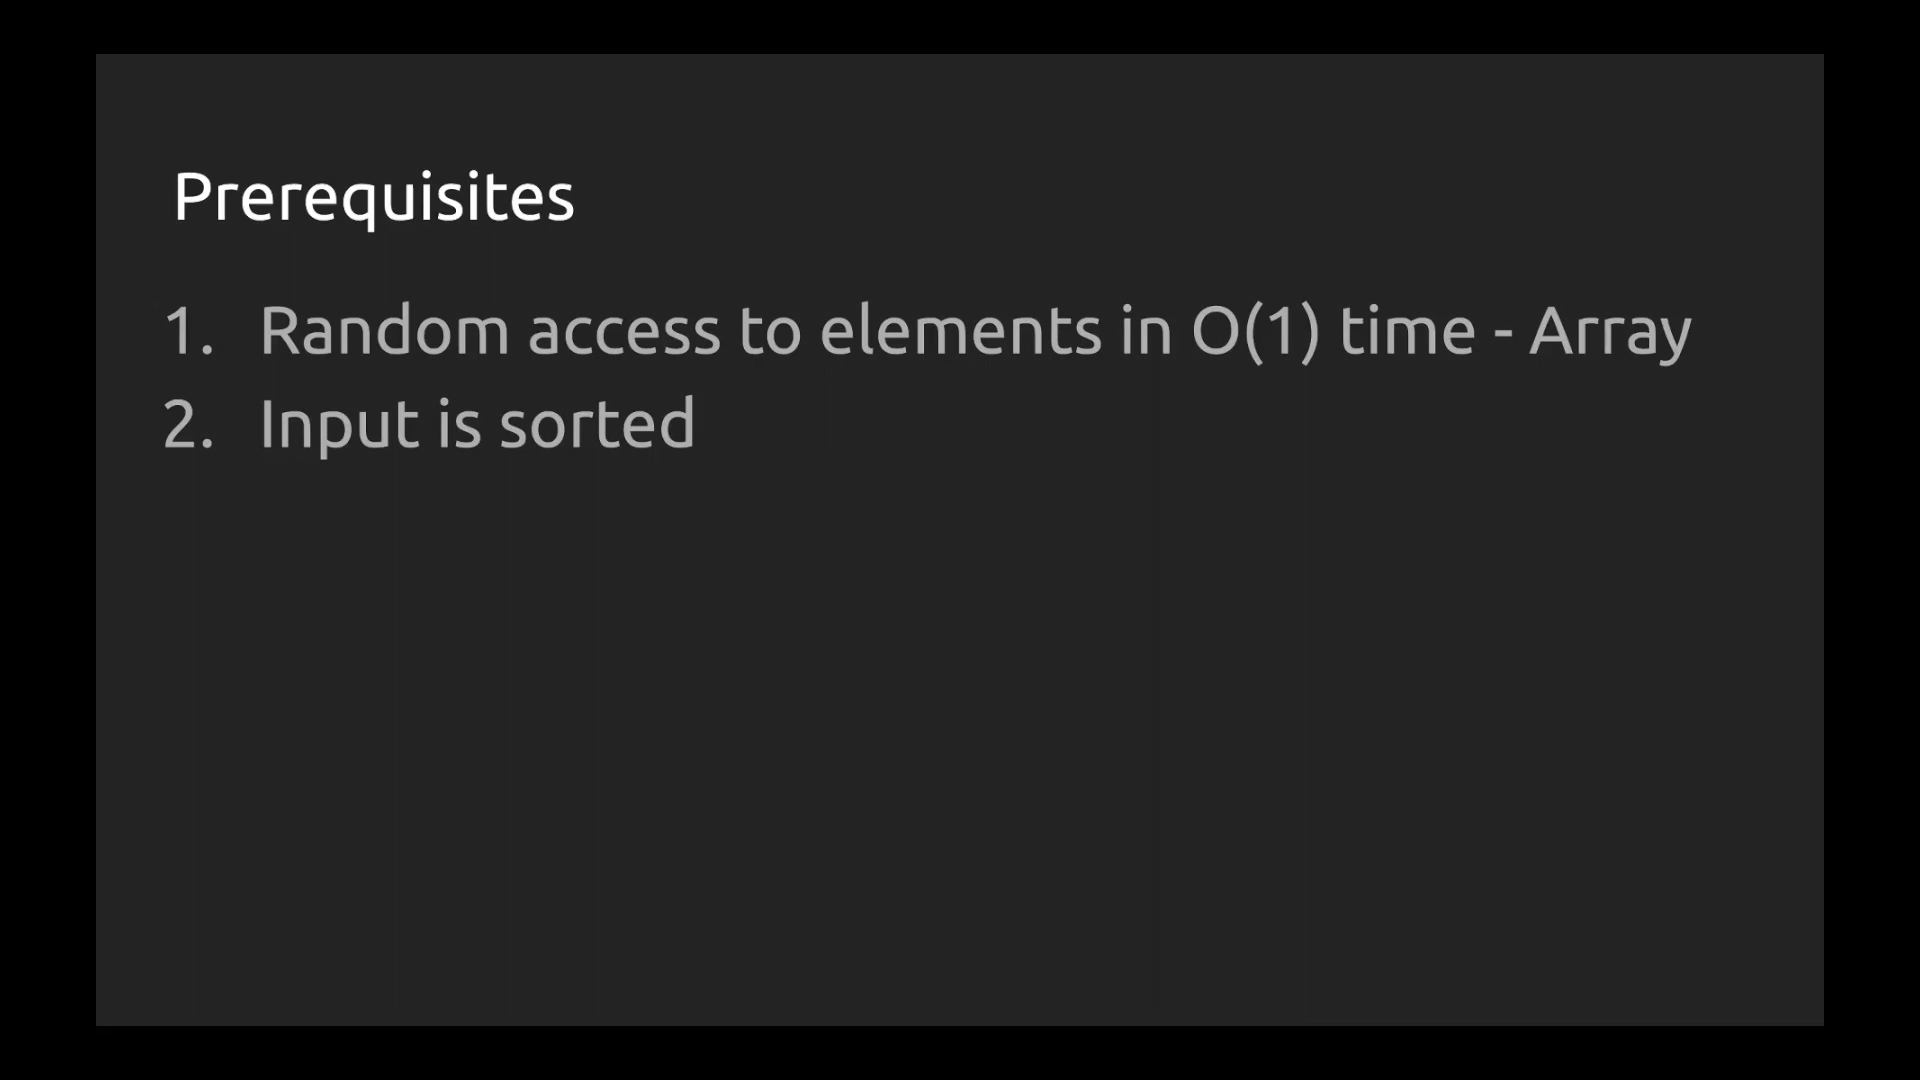 Prerequisites
1. Random access to elements in O(1) time - Array
2. Input is sorted